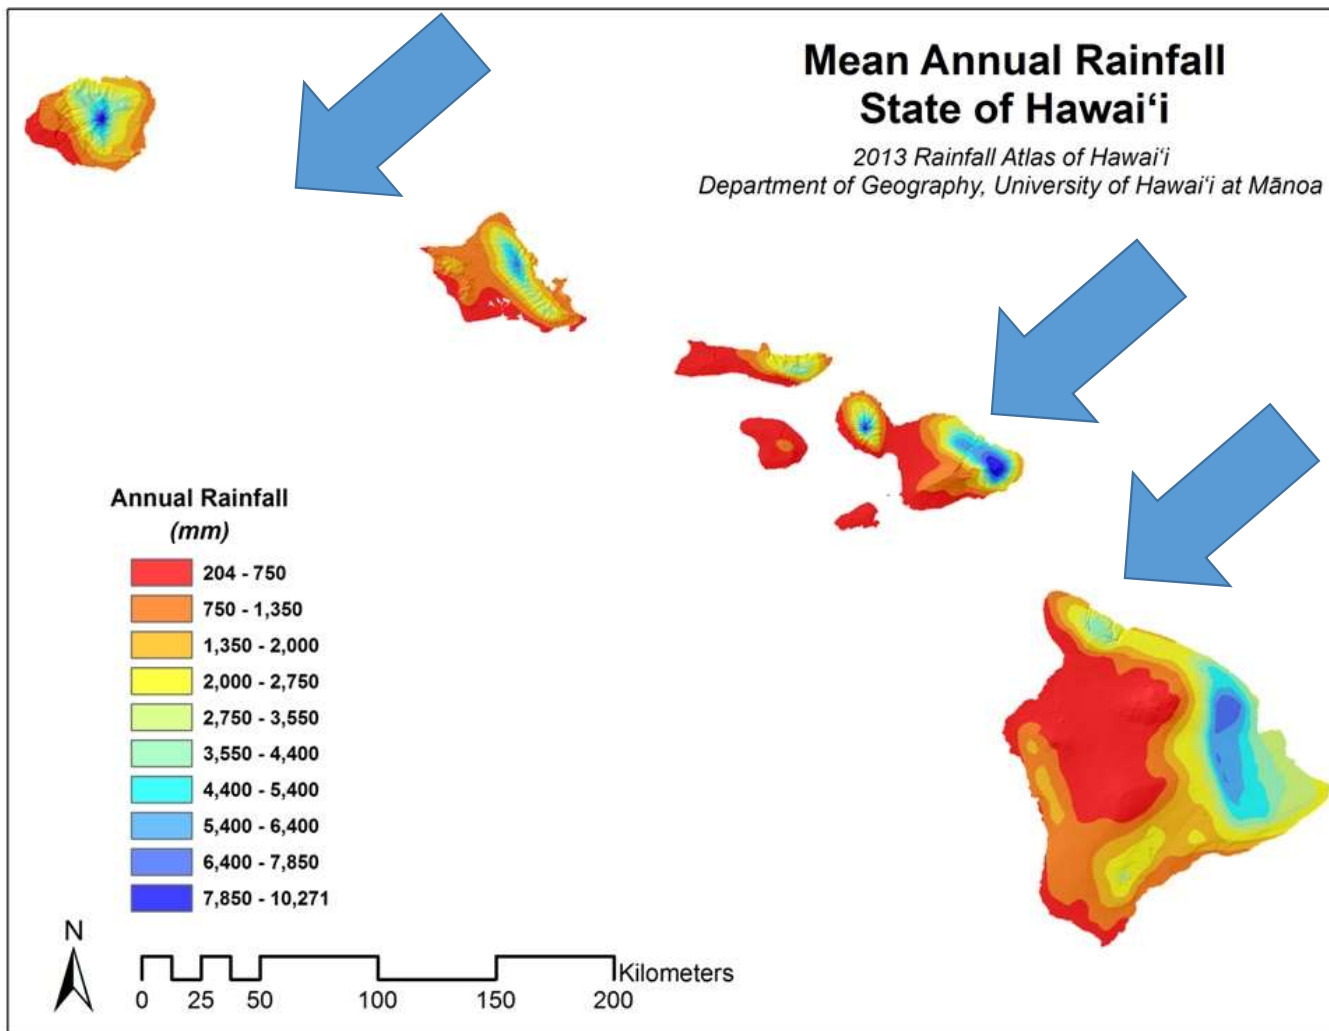 Mean Annual Rainfall
State of Hawai‘i
2013 Rainfall Atlas of Hawai‘i
Department of Geography, University of Hawai‘i at Mānoa
Annual Rainfall
(mm)
204 - 750
750 - 1,350
1,350 - 2,000
2,000 - 2,750
2,750 - 3,550
3,550 - 4,400
4,400 - 5,400
5,400 - 6,400
6,400 - 7,850
7,850 - 10,271
N
Kilometers
0 25 50 100 150 200